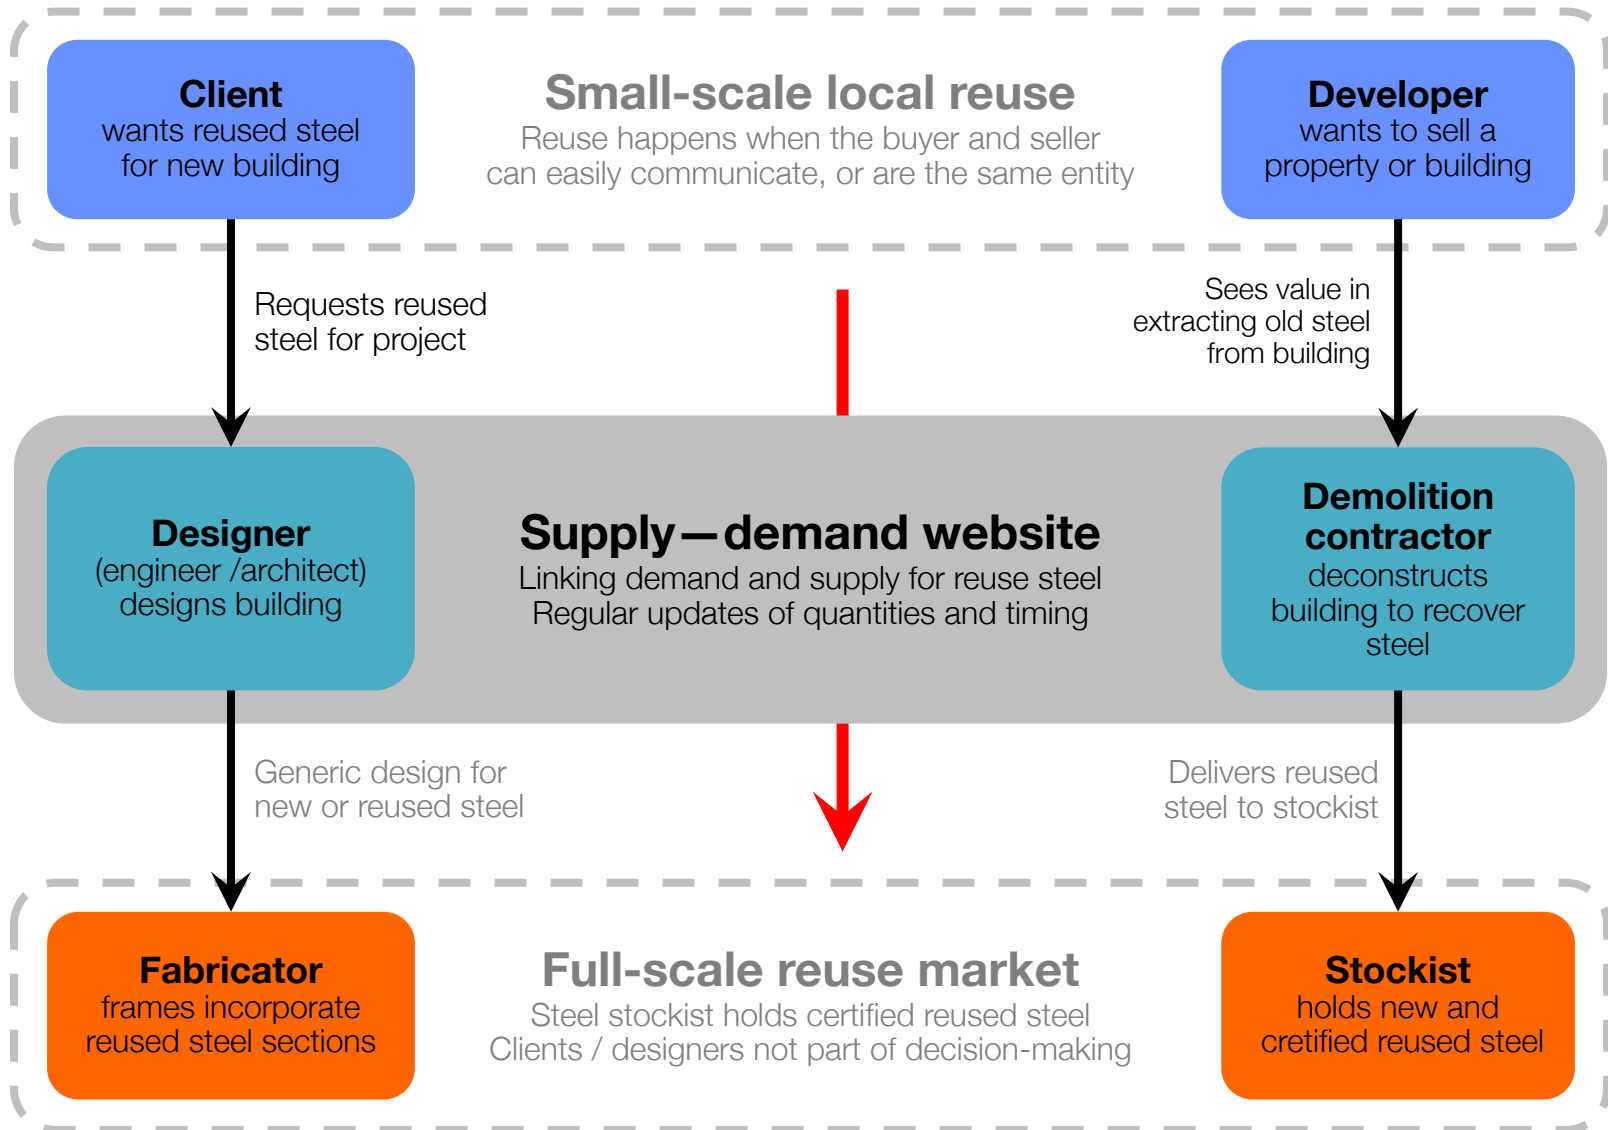 Client
wants reused steel
for new building
Small-scale local reuse
Reuse happens when the buyer and seller
can easily communicate, or are the same entity
Developer
wants to sell a
property or building
Requests reused
steel for project
Sees value in
extracting old steel
from building
Designer
(engineer /architect)
designs building
Supply—demand website
Linking demand and supply for reuse steel
Regular updates of quantities and timing
Demolition
contractor
deconstructs
building to recover
steel
Generic design for
new or reused steel
Delivers reused
steel to stockist
Fabricator
frames incorporate
reused steel sections
Full-scale reuse market
Steel stockist holds certified reused steel
Clients / designers not part of decision-making
Stockist
holds new and
cretified reused steel